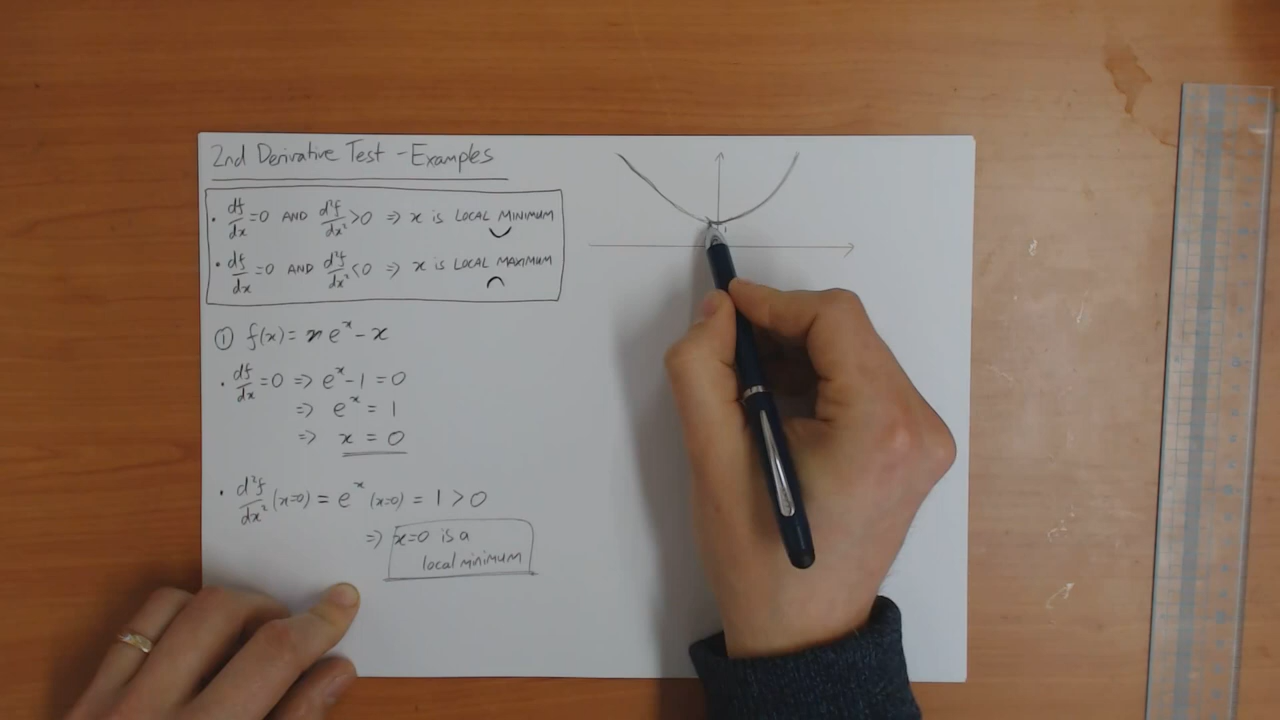 2nd Derivative Test - Examples
• df/dx = 0 AND d²f/dx² > 0 ⇒ x is LOCAL MINIMUM
• df/dx = 0 AND d²f/dx² < 0 ⇒ x is LOCAL MAXIMUM
① f(x) = e^x - x
• df/dx = 0 ⇒ e^x - 1 = 0
⇒ e^x = 1
⇒ x = 0
• d²f/dx² (x=0) = e^x (x=0) = 1 > 0
⇒ x=0 is a
local minimum